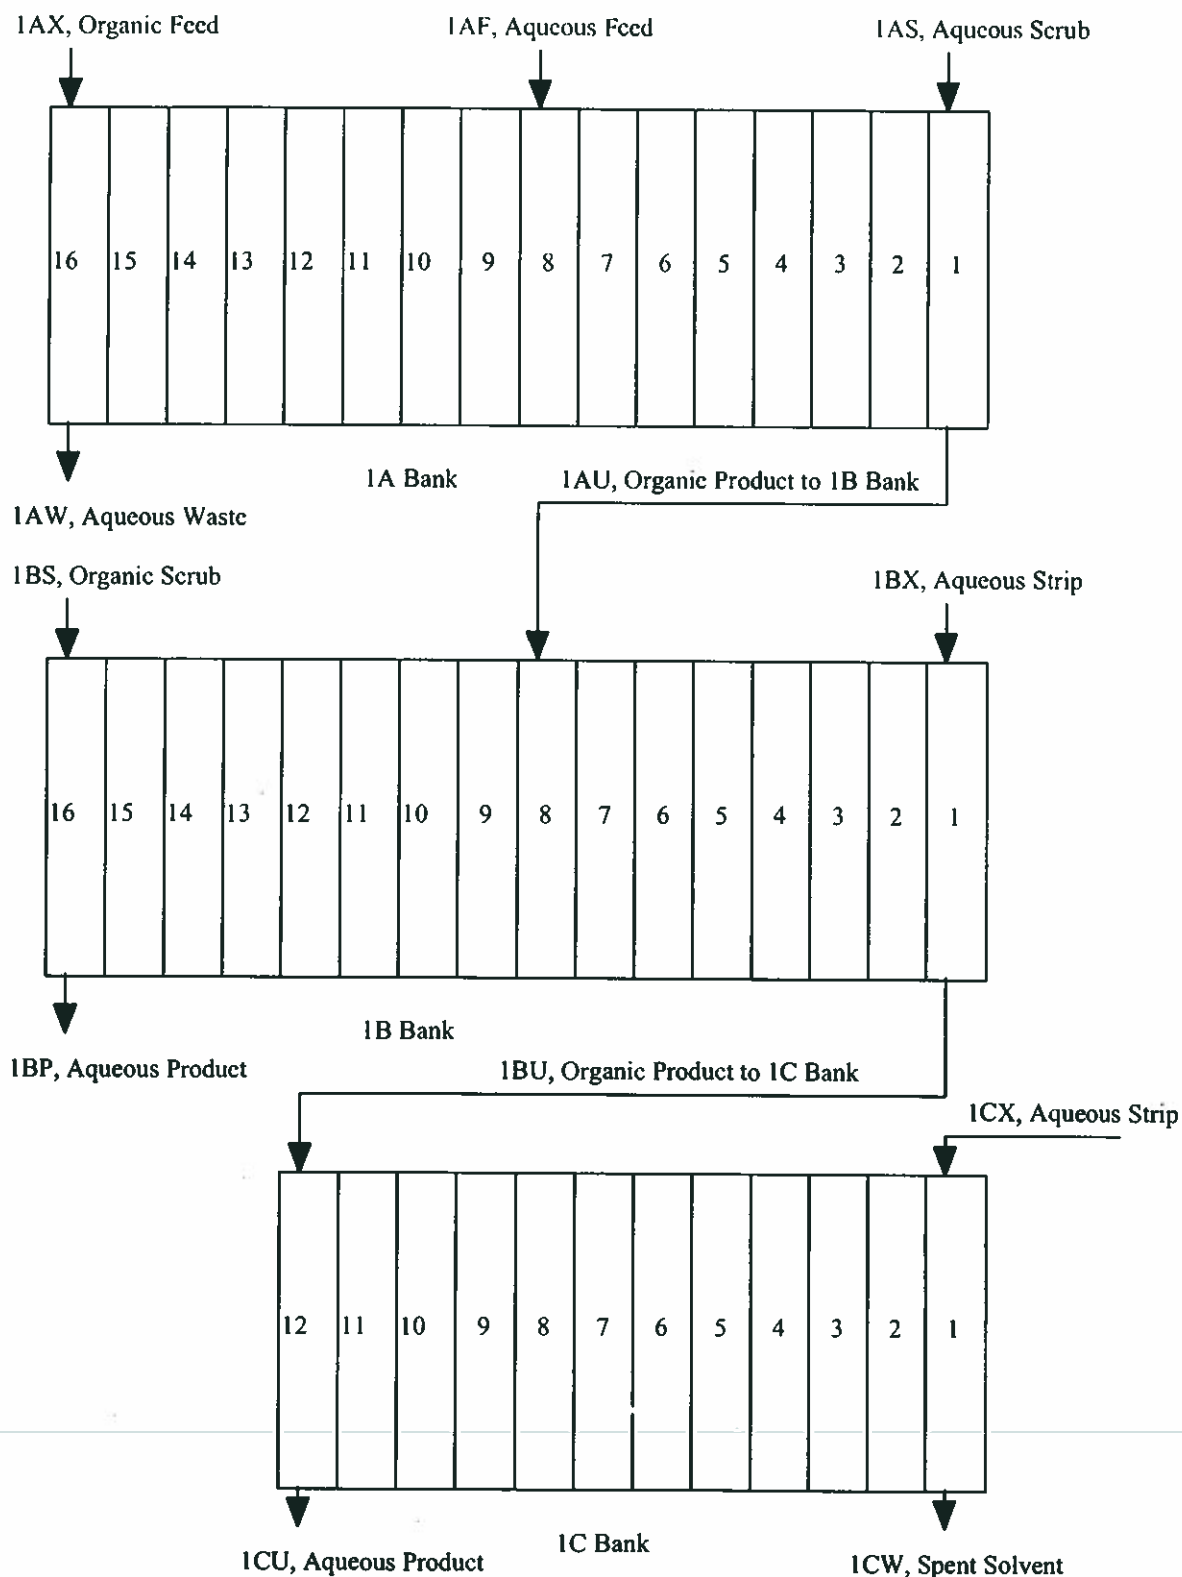 1AX, Organic Feed 1AF, Aqueous Feed 1AS, Aqueous Scrub
16 15 14 13 12 11 10 9 8 7 6 5 4 3 2 1
1A Bank 1AU, Organic Product to 1B Bank
1AW, Aqueous Waste
1BS, Organic Scrub 1BX, Aqueous Strip
16 15 14 13 12 11 10 9 8 7 6 5 4 3 2 1
1B Bank
1BP, Aqueous Product 1BU, Organic Product to 1C Bank
1CX, Aqueous Strip
12 11 10 9 8 7 6 5 4 3 2 1
1C Bank
1CU, Aqueous Product 1CW, Spent Solvent